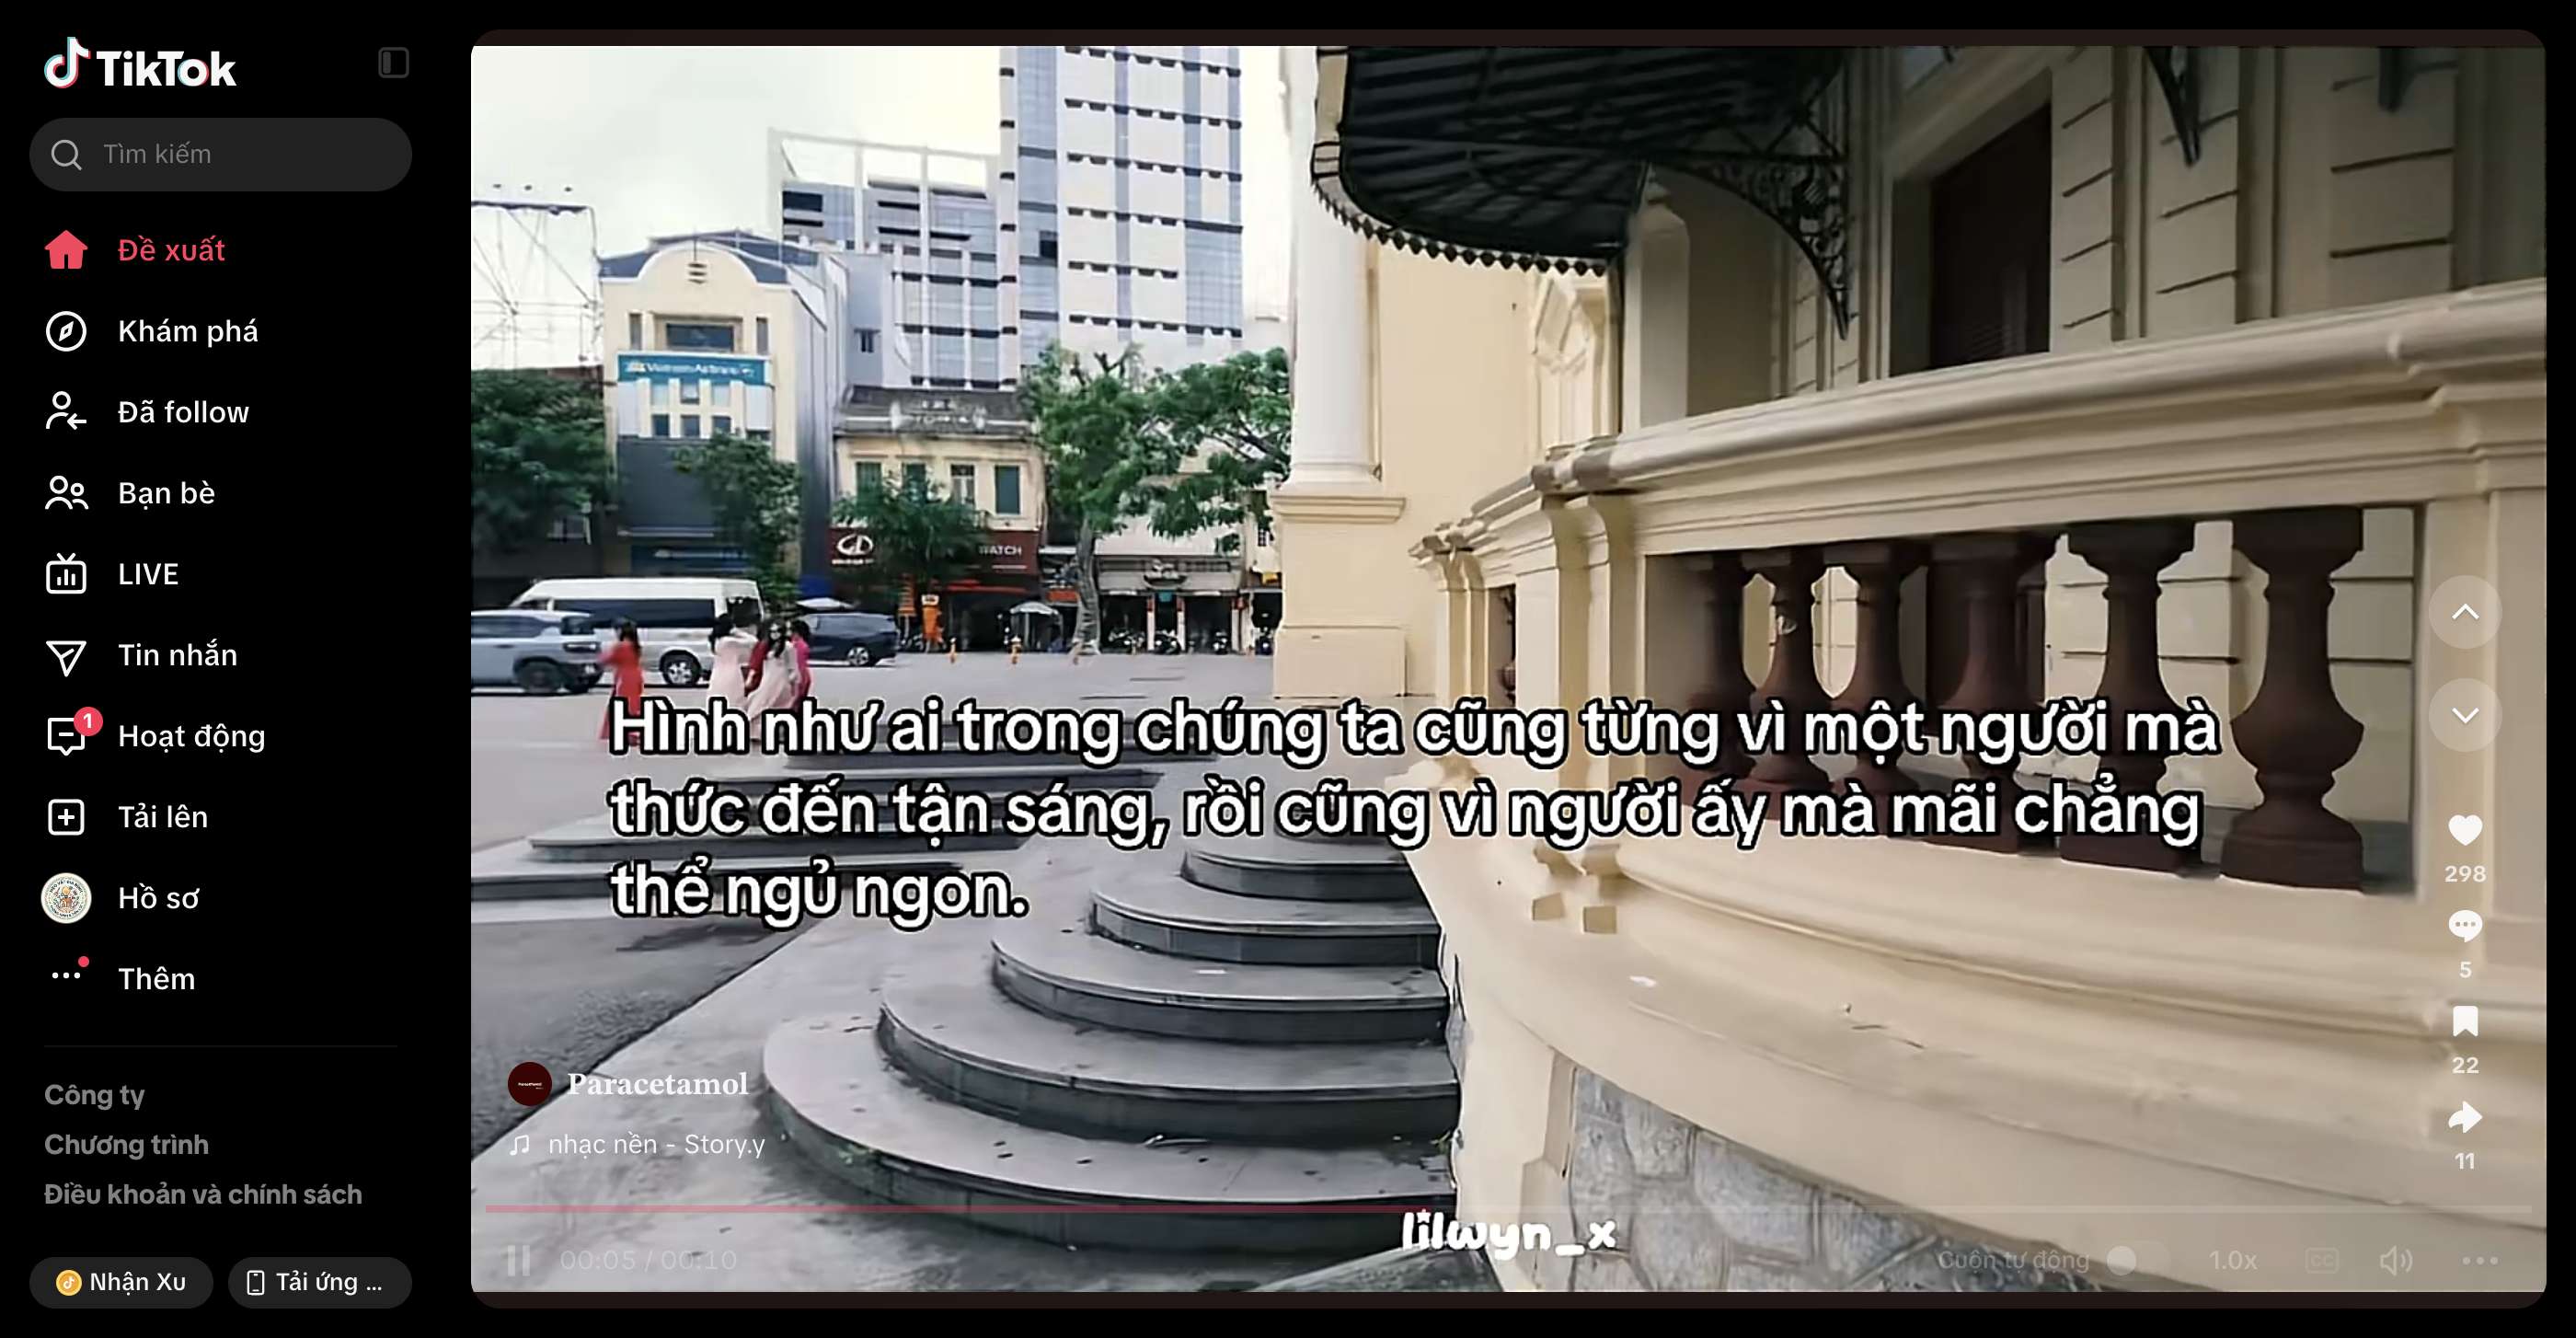 TikTok
Tìm kiếm
Đề xuất
Khám phá
Đã follow
Bạn bè
LIVE
Tin nhắn
1
Hoạt động
Tải lên
Hồ sơ
Thêm
Công ty
Chương trình
Điều khoản và chính sách
Nhận Xu
Tải ứng ...
Vietnam Airlines
WATCH
Hình như ai trong chúng ta cũng từng vì một người mà
thức đến tận sáng, rồi cũng vì người ấy mà mãi chẳng
thể ngủ ngon.
298
5
22
11
Paracetamol
nhạc nền - Story.y
lilwyn_x
00:05 / 00:10
Cuộn tự động
1.0x
CC